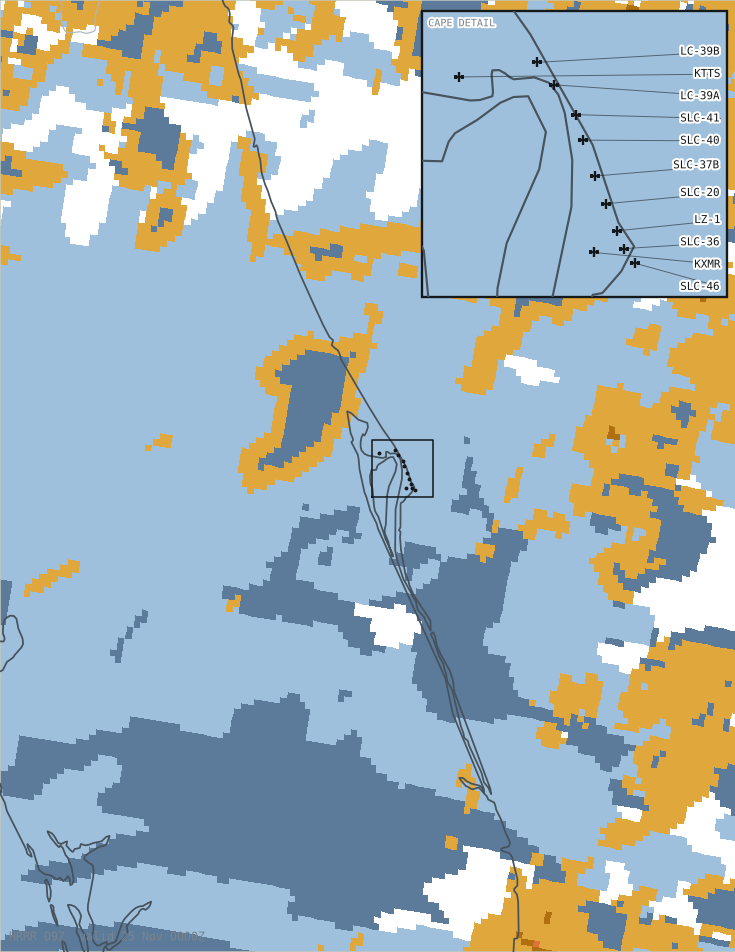 CAPE DETAIL
LC-39B
KTTS
LC-39A
SLC-41
SLC-40
SLC-37B
SLC-20
LZ-1
SLC-36
KXMR
SLC-46